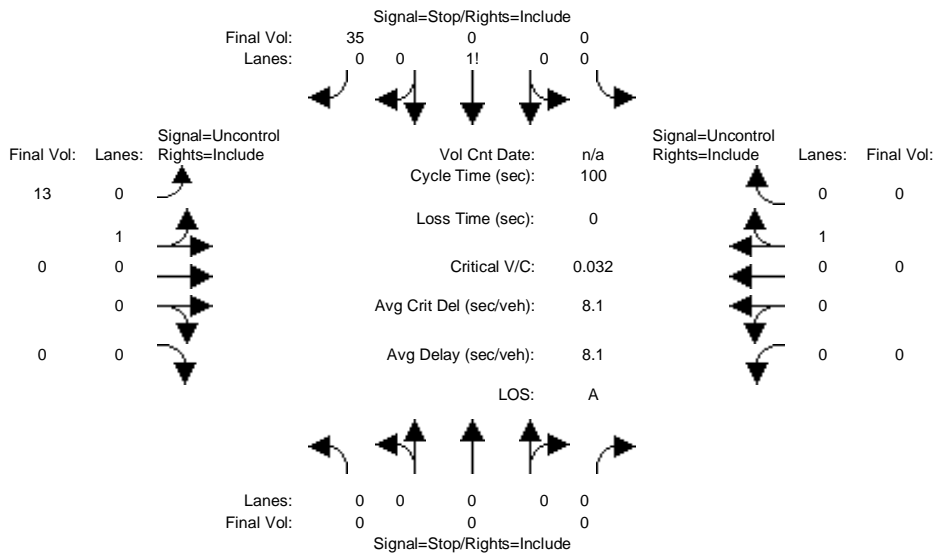 Signal=Stop/Rights=Include
Final Vol: 35 0 0
Lanes: 0 0 1! 0 0
Signal=Uncontrol Signal=Uncontrol
Final Vol: Lanes: Rights=Include Vol Cnt Date: n/a Rights=Include Lanes: Final Vol:
Cycle Time (sec): 100
13 0 0 0
Loss Time (sec): 0
1 1
0 0 Critical V/C: 0.032 0 0
0 Avg Crit Del (sec/veh): 8.1 0
0 0 Avg Delay (sec/veh): 8.1 0 0
LOS: A
Lanes: 0 0 0 0 0
Final Vol: 0 0 0
Signal=Stop/Rights=Include